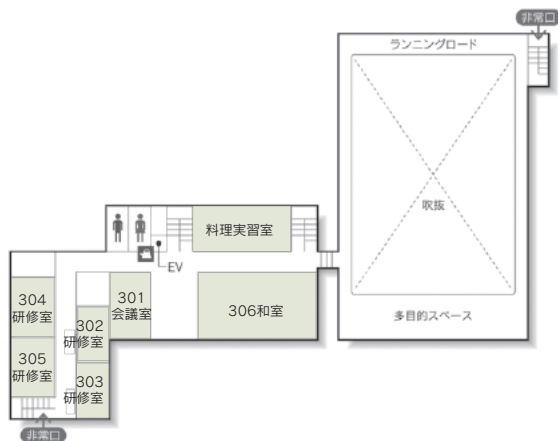 非常口
ランニングロード
吹抜
多目的スペース
料理実習室
EV
301
会議室
306和室
304
研修室
302
研修室
305
研修室
303
研修室
非常口